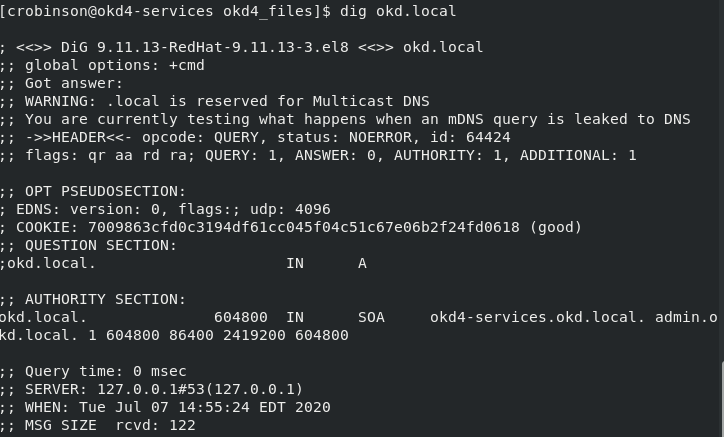 [crobinson@okd4-services okd4_files]$ dig okd.local
; <<>> DiG 9.11.13-RedHat-9.11.13-3.el8 <<>> okd.local
;; global options: +cmd
;; Got answer:
;; WARNING: .local is reserved for Multicast DNS
;; You are currently testing what happens when an mDNS query is leaked to DNS
;; ->>HEADER<<- opcode: QUERY, status: NOERROR, id: 64424
;; flags: qr aa rd ra; QUERY: 1, ANSWER: 0, AUTHORITY: 1, ADDITIONAL: 1
;; OPT PSEUDOSECTION:
; EDNS: version: 0, flags:; udp: 4096
; COOKIE: 7009863cfd0c3194df61cc045f04c51c67e06b2f24fd0618 (good)
;; QUESTION SECTION:
;okd.local. IN A
;; AUTHORITY SECTION:
okd.local. 604800 IN SOA okd4-services.okd.local. admin.o
kd.local. 1 604800 86400 2419200 604800
;; Query time: 0 msec
;; SERVER: 127.0.0.1#53(127.0.0.1)
;; WHEN: Tue Jul 07 14:55:24 EDT 2020
;; MSG SIZE rcvd: 122